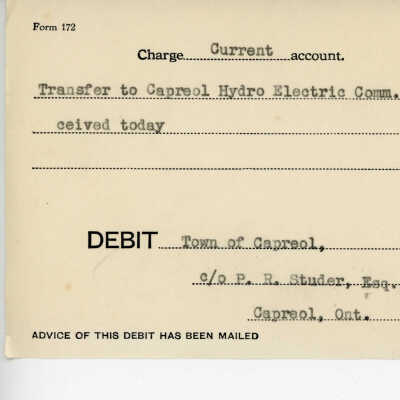 Form 172
Charge Current account.
Transfer to Capreol Hydro Electric Comm.
ceived today
DEBIT Town of Capreol,
c/o P. R. Studer, Esq.
Capreol, Ont.
ADVICE OF THIS DEBIT HAS BEEN MAILED